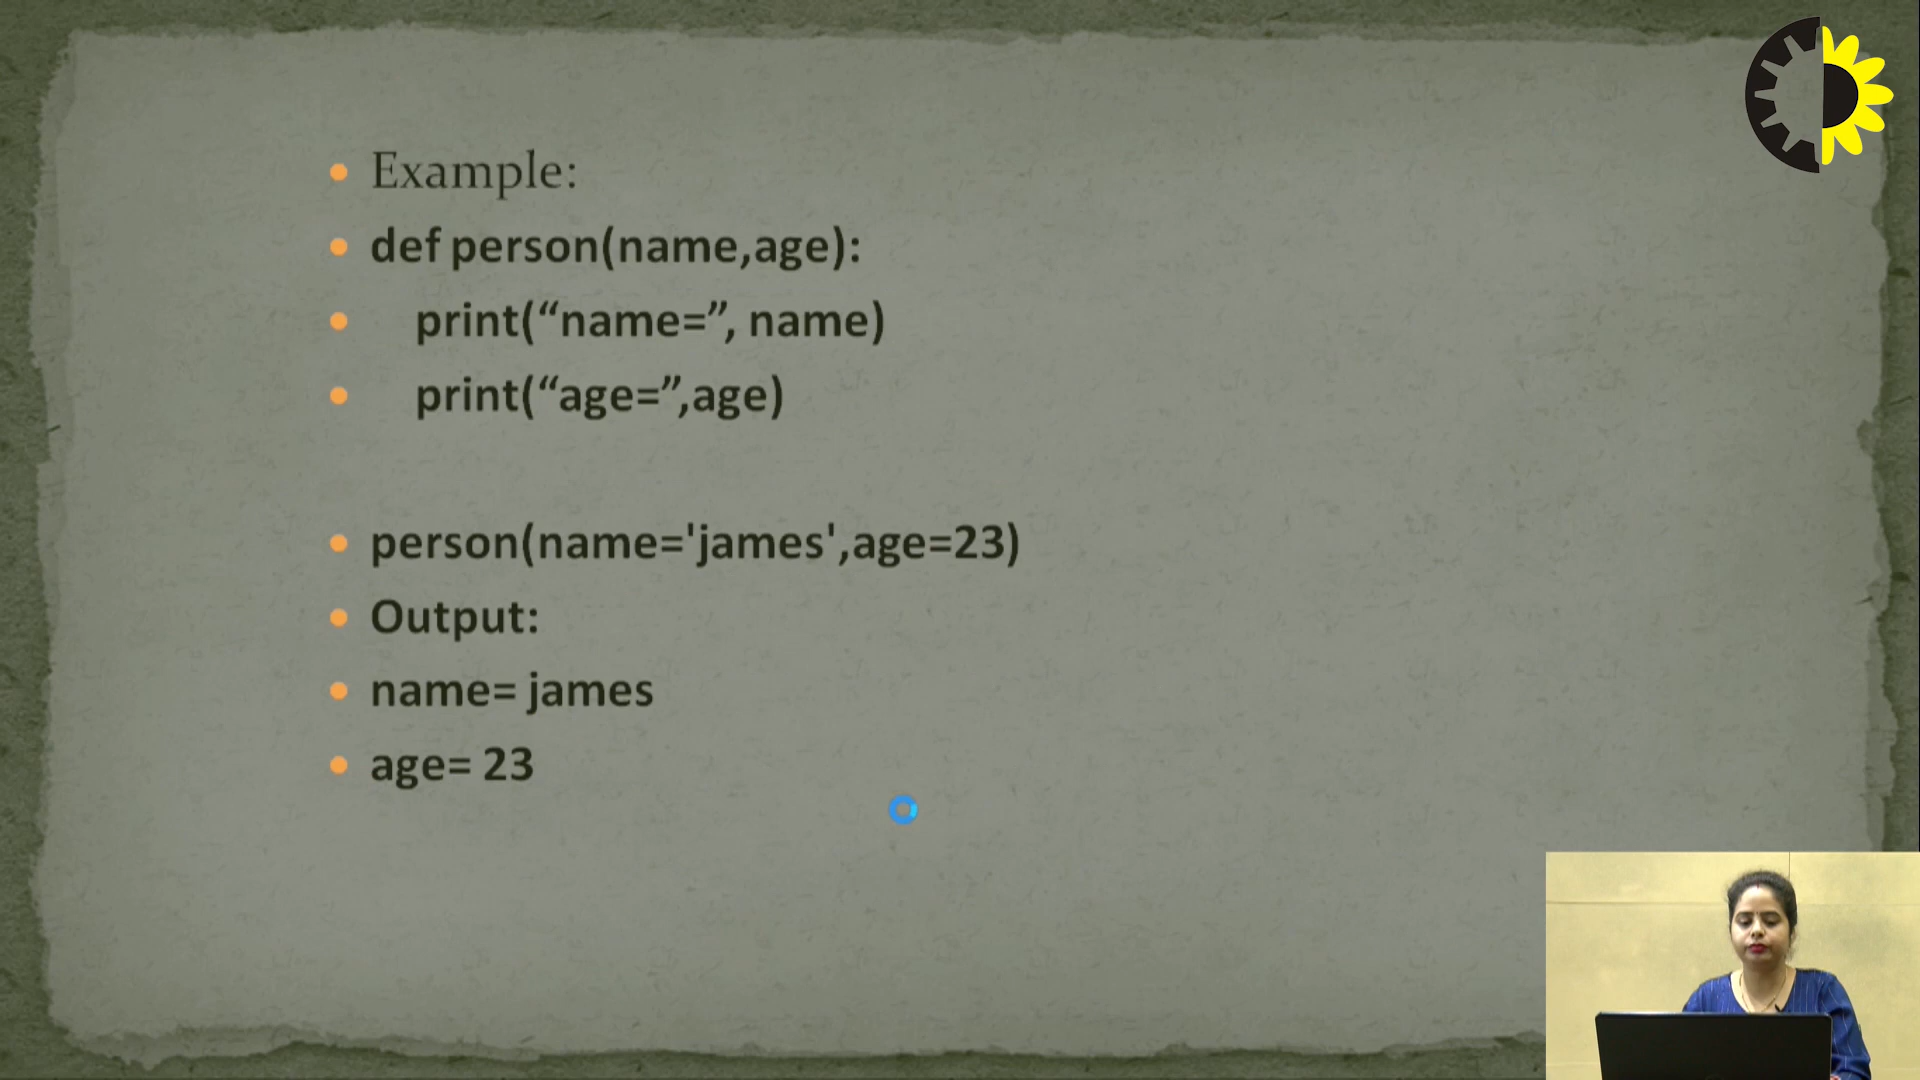 Example:
def person(name,age):
print(“name=”, name)
print(“age=”,age)
person(name='james',age=23)
Output:
name= james
age= 23